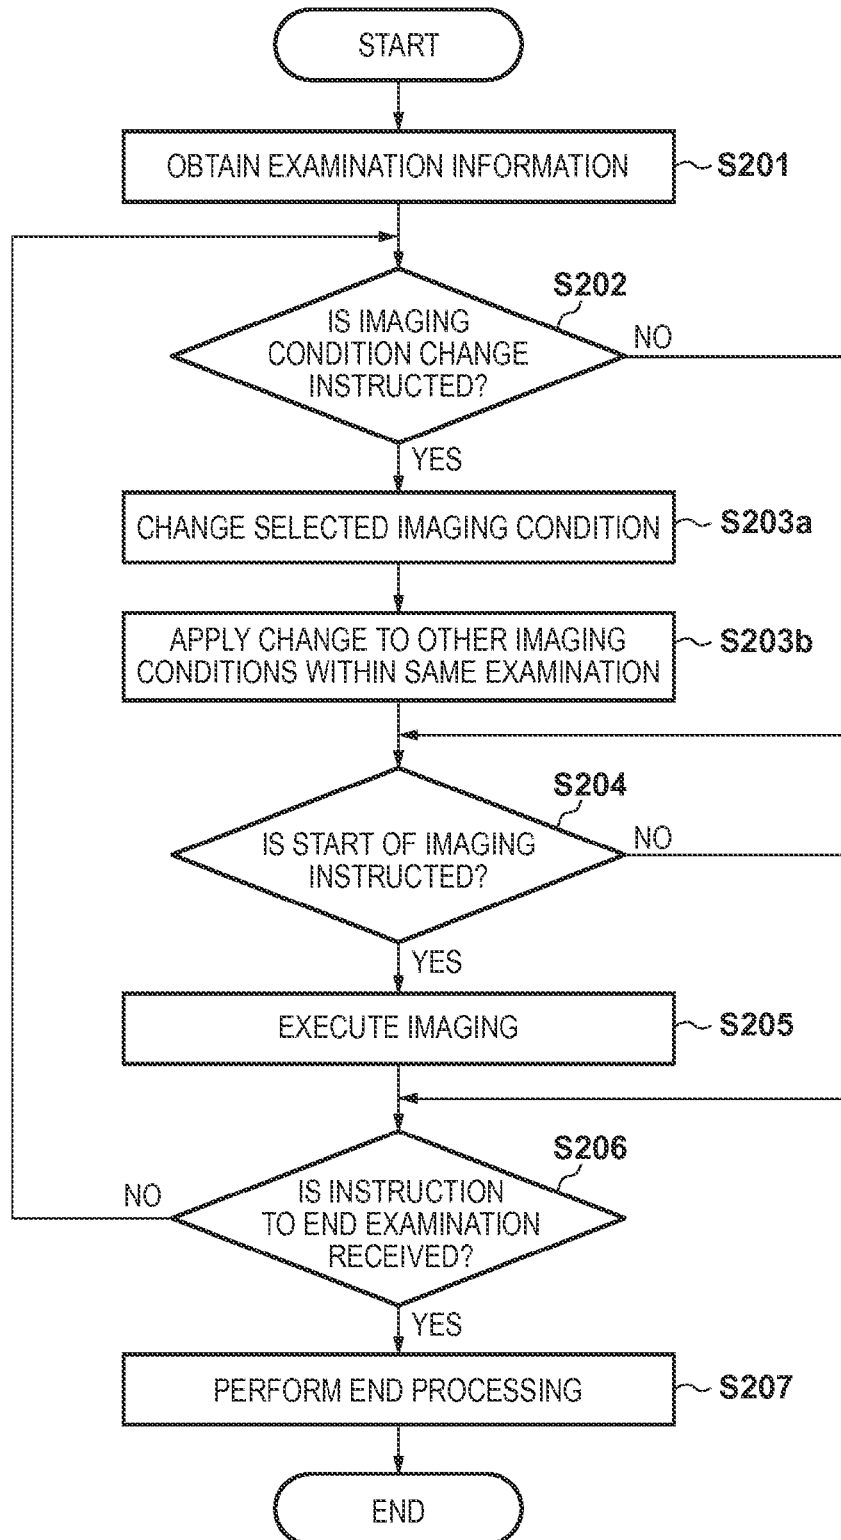 START
OBTAIN EXAMINATION INFORMATION
S201
S202
IS IMAGING
CONDITION CHANGE
INSTRUCTED?
NO
YES
CHANGE SELECTED IMAGING CONDITION
S203a
APPLY CHANGE TO OTHER IMAGING
CONDITIONS WITHIN SAME EXAMINATION
S203b
S204
IS START OF IMAGING
INSTRUCTED?
NO
YES
EXECUTE IMAGING
S205
S206
NO
IS INSTRUCTION
TO END EXAMINATION
RECEIVED?
YES
PERFORM END PROCESSING
S207
END